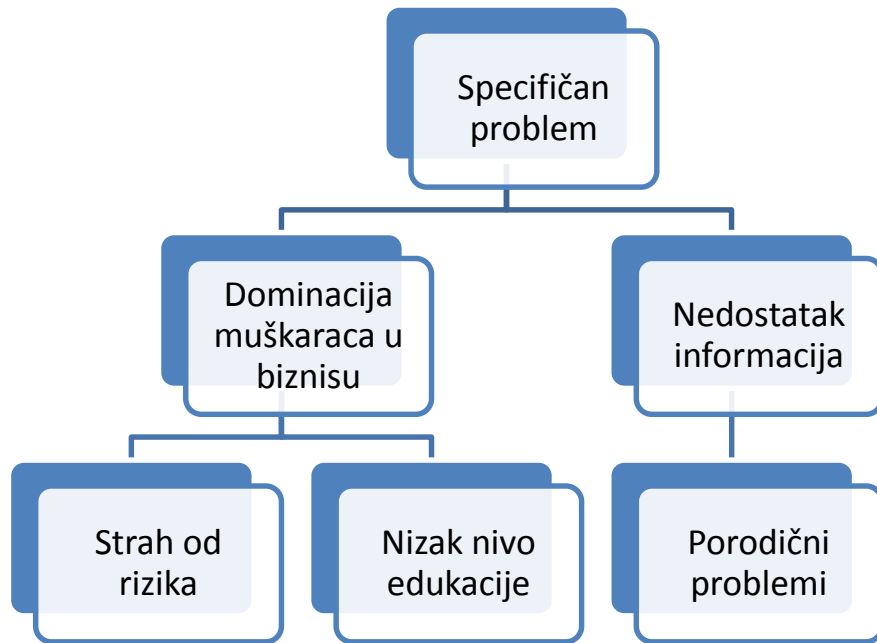 Specifičan
problem
Dominacija
muškaraca u
biznisu
Nedostatak
informacija
Strah od
rizika
Nizak nivo
edukacije
Porodični
problemi